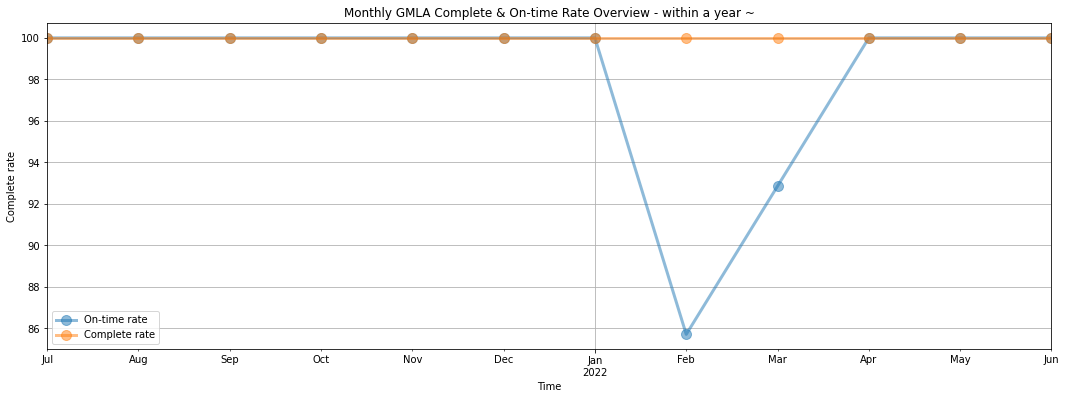 Monthly GMLA Complete & On-time Rate Overview - within a year ~
100
98
96
94
92
90
88
86
Complete rate
On-time rate
Complete rate
Jul Aug Sep Oct Nov Dec Jan Feb Mar Apr May Jun
2022
Time